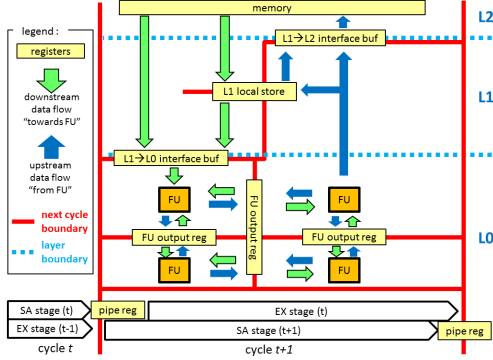 memory
L2
legend :
registers
L1→L2 interface buf
downstream
data flow
"towards FU"
L1 local store
L1
upstream
data flow
"from FU"
L1→L0 interface buf
next cycle
boundary
layer
boundary
FU
FU
FU output reg
FU output reg
FU output reg
L0
FU
FU
SA stage (t)
pipe reg
EX stage (t)
EX stage (t-1)
SA stage (t+1)
pipe reg
cycle t
cycle t+1